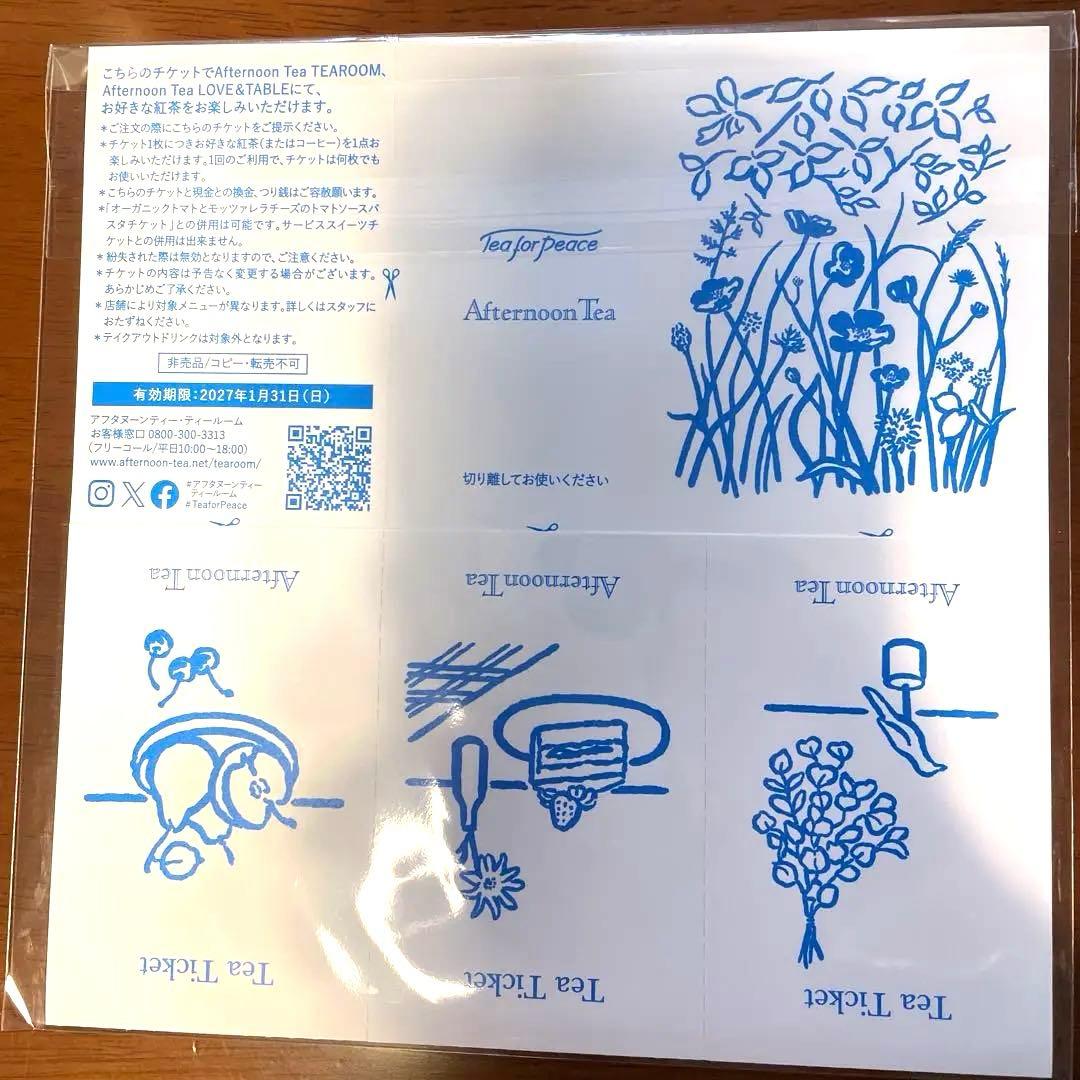 こちらのチケットでAfternoon Tea TEAROOM、
Afternoon Tea LOVE&TABLEにて、
お好きな紅茶をお楽しみいただけます。
＊ご注文の際にこちらのチケットをご提示ください。
＊チケット1枚につきお好きな紅茶（またはコーヒー）を1点お
楽しみいただけます。1回のご利用で、チケットは何枚でも
お使いいただけます。
＊こちらのチケットと現金との換金、つり銭はご容赦願います。
＊「オーガニックトマトとモッツァレラチーズのトマトソースパ
スタチケット」との併用は可能です。サービススイーツチ
ケットとの併用は出来ません。
＊紛失された際は無効となりますので、ご注意ください。
＊チケットの内容は予告なく変更する場合がございます。
あらかじめご了承ください。
＊店舗により対象メニューが異なります。詳しくはスタッフに
おたずねください。
＊テイクアウトドリンクは対象外となります。
非売品/コピー・転売不可
有効期限：2027年1月31日（日）
アフタヌーンティー・ティールーム
お客様窓口 0800-300-3313
（フリーコール/平日10:00〜18:00）
www.afternoon-tea.net/tearoom/
#アフタヌーンティー
ティールーム
#TeaforPeace
Tea for peace
Afternoon Tea
切り離してお使いください
Afternoon Tea
Afternoon Tea
Afternoon Tea
Tea Ticket
Tea Ticket
Tea Ticket